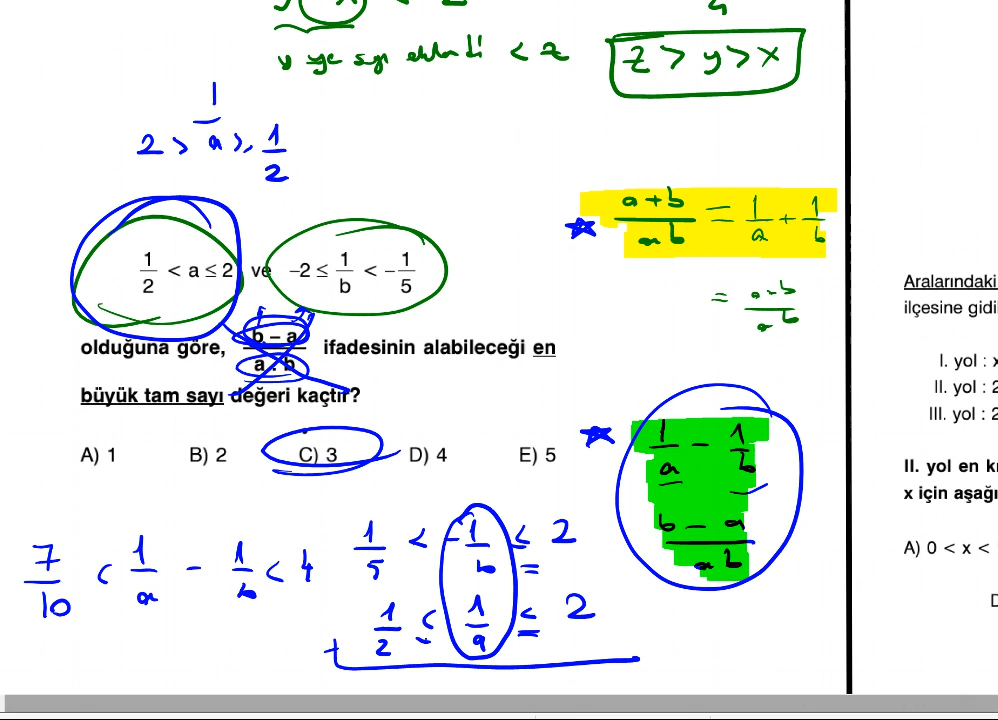 y ye sayı eklendi < z
z > y > x
2 > 1/a ≥ 1/2
1/2 < a ≤ 2 ve –2 ≤ 1/b < –1/5
olduğuna göre, b – a / a . b ifadesinin alabileceği en
büyük tam sayı değeri kaçtır?
A) 1 B) 2 C) 3 D) 4 E) 5
a + b / ab = 1/a + 1/b
1/a – 1/b
b – a / ab
1/5 < –1/b ≤ 2
1/2 ≤ 1/a ≤ 2
+
7/10 < 1/a – 1/b < 4
Aralarındaki
ilçesine gidi
I. yol : x
II. yol : 2
III. yol : 2
II. yol en k
x için aşağı
A) 0 < x <